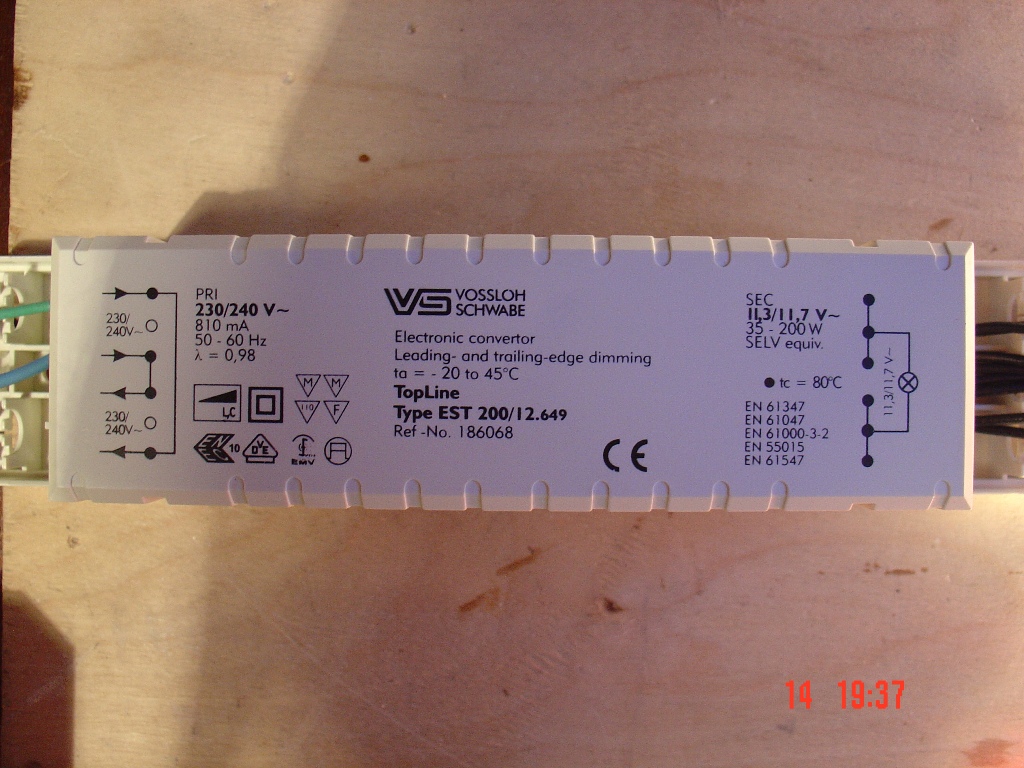 230/
240V~
230/
240V~
PRI
230/240 V~
810 mA
50 - 60 Hz
λ = 0,98
L,C
M M
110 F
10
VDE
EMV
VS VOSSLOH
SCHWABE
Electronic convertor
Leading- and trailing-edge dimming
ta = - 20 to 45°C
TopLine
Type EST 200/12.649
Ref -No. 186068
CE
SEC
11,3/11,7 V~
35 - 200 W
SELV equiv.
tc = 80°C
EN 61347
EN 61047
EN 61000-3-2
EN 55015
EN 61547
11,3/11,7 V~
14 19:37